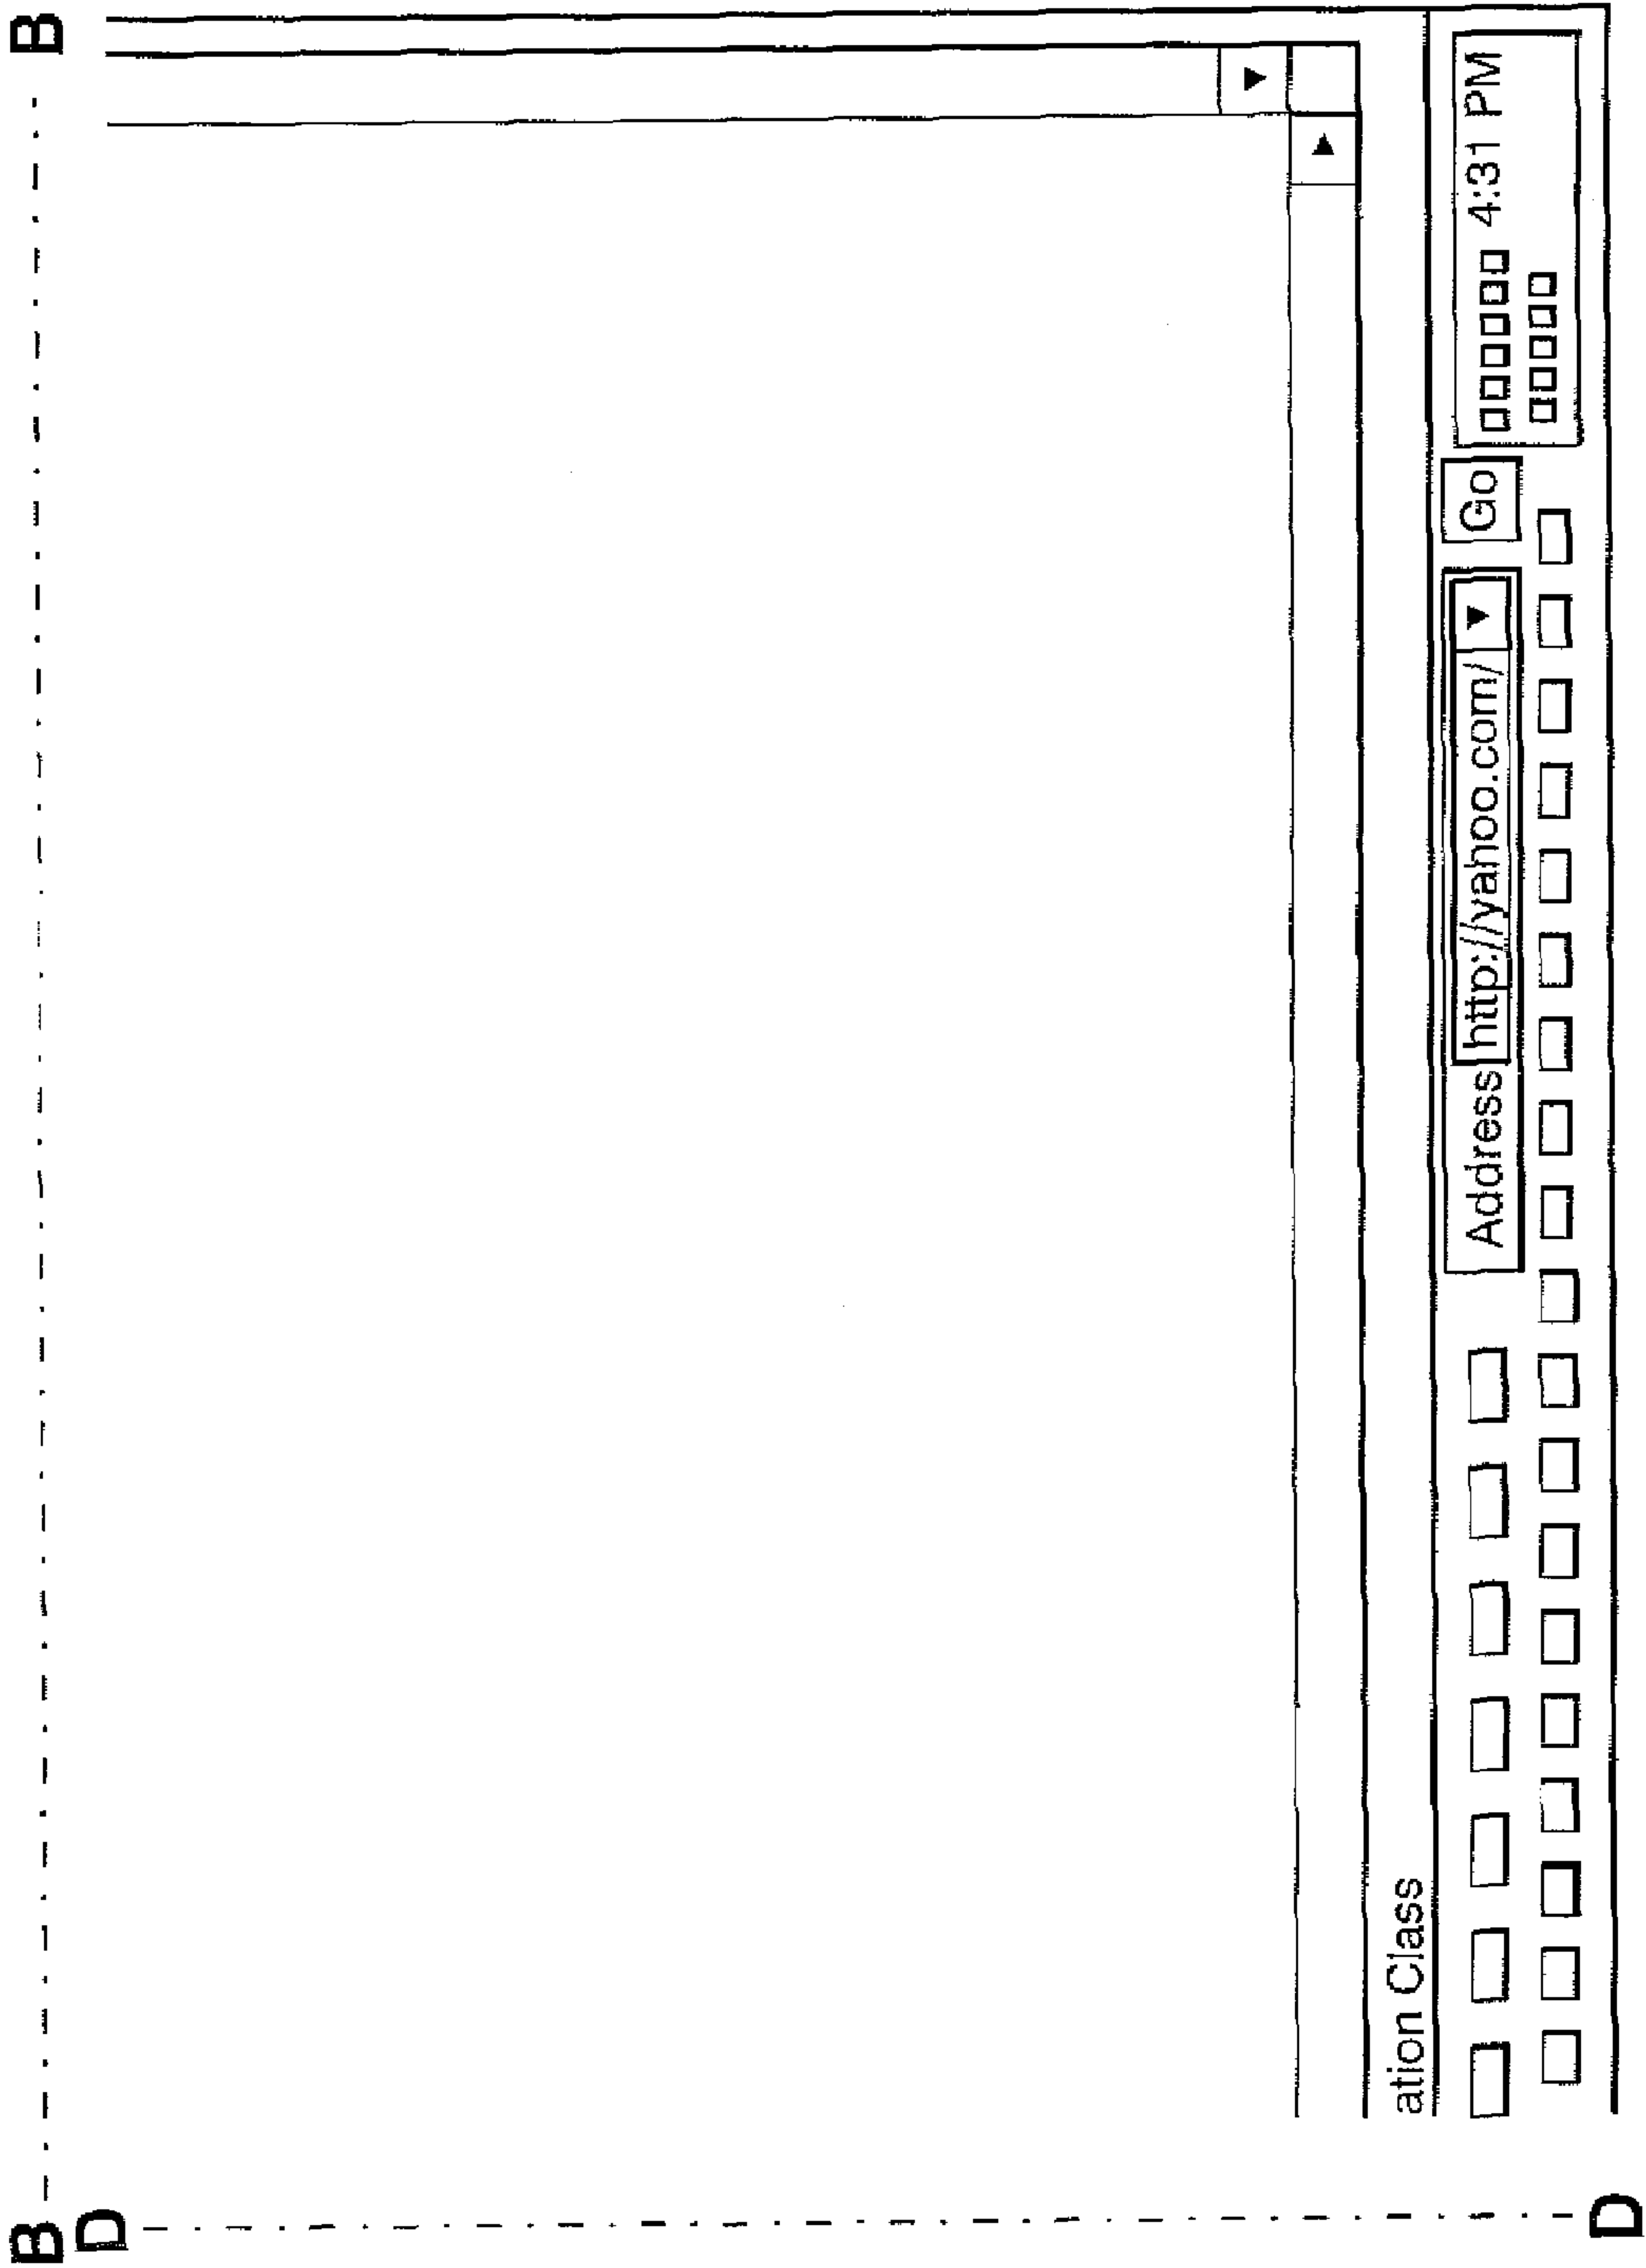 B B
D
ation Class
Address http://yahoo.com/ Go 4:31 PM
D